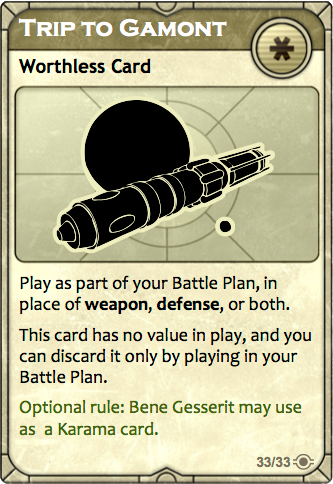 Trip to Gamont
Worthless Card
Play as part of your Battle Plan, in
place of weapon, defense, or both.
This card has no value in play, and you
can discard it only by playing in your
Battle Plan.
Optional rule: Bene Gesserit may use
as a Karama card.
33/33